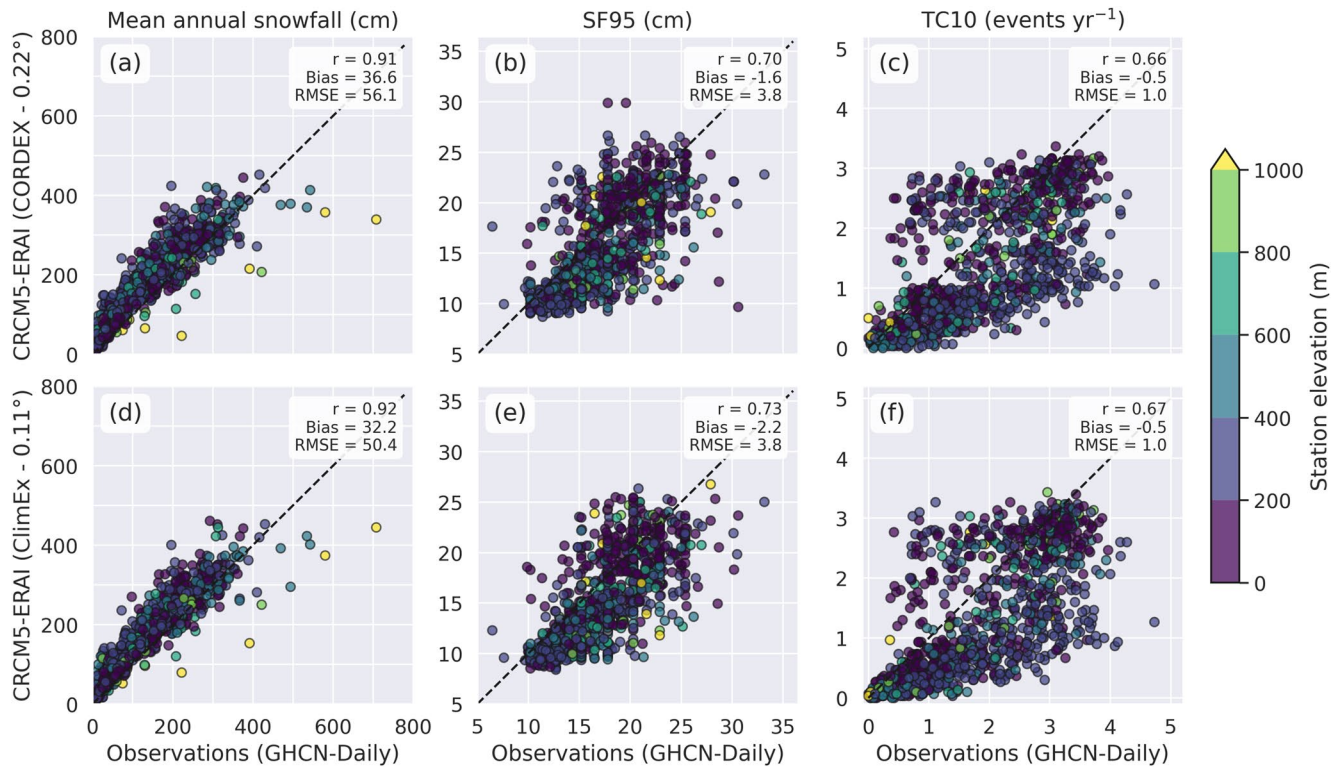 Mean annual snowfall (cm)
SF95 (cm)
TC10 (events yr⁻¹)
CRCM5-ERAI (CORDEX - 0.22°)
800
600
400
200
0
(a)
r = 0.91
Bias = 36.6
RMSE = 56.1
35
30
25
20
15
10
5
(b)
r = 0.70
Bias = -1.6
RMSE = 3.8
5
4
3
2
1
0
(c)
r = 0.66
Bias = -0.5
RMSE = 1.0
CRCM5-ERAI (ClimEx - 0.11°)
800
600
400
200
0
(d)
r = 0.92
Bias = 32.2
RMSE = 50.4
0 200 400 600 800
Observations (GHCN-Daily)
35
30
25
20
15
10
5
(e)
r = 0.73
Bias = -2.2
RMSE = 3.8
5 10 15 20 25 30 35
Observations (GHCN-Daily)
5
4
3
2
1
0
(f)
r = 0.67
Bias = -0.5
RMSE = 1.0
0 1 2 3 4 5
Observations (GHCN-Daily)
1000
800
600
400
200
0
Station elevation (m)